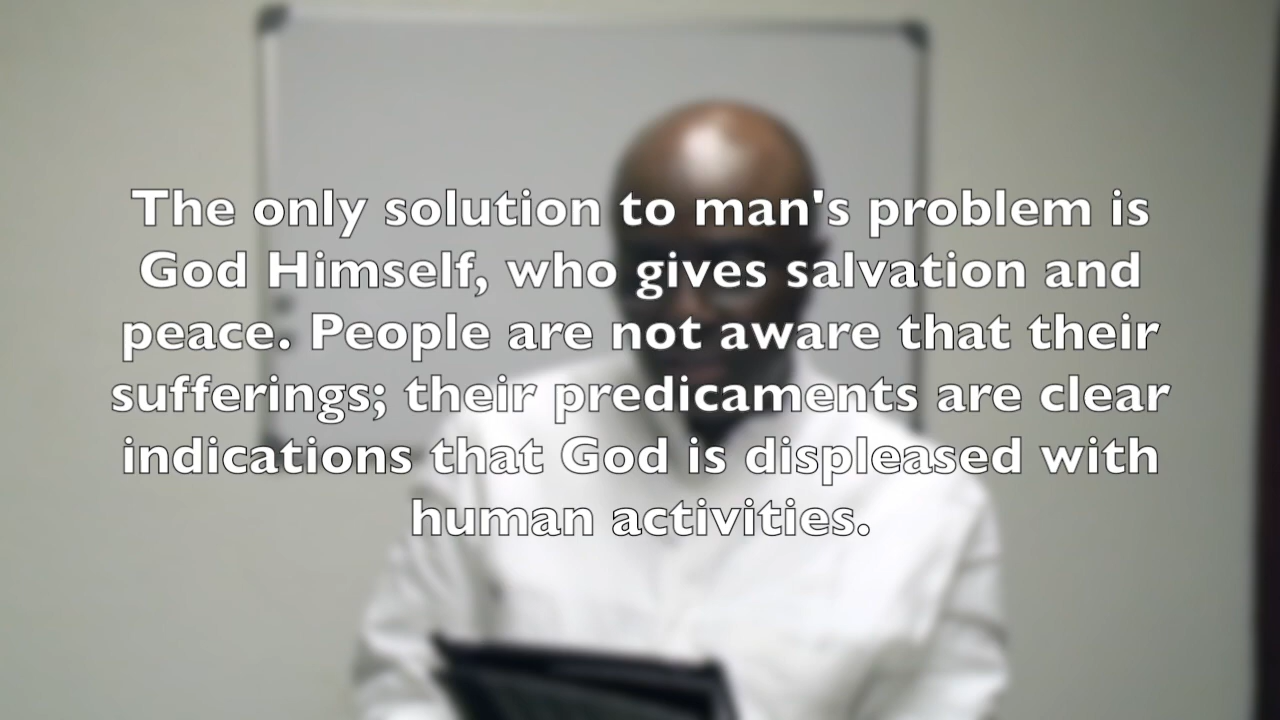 The only solution to man's problem is
God Himself, who gives salvation and
peace. People are not aware that their
sufferings; their predicaments are clear
indications that God is displeased with
human activities.